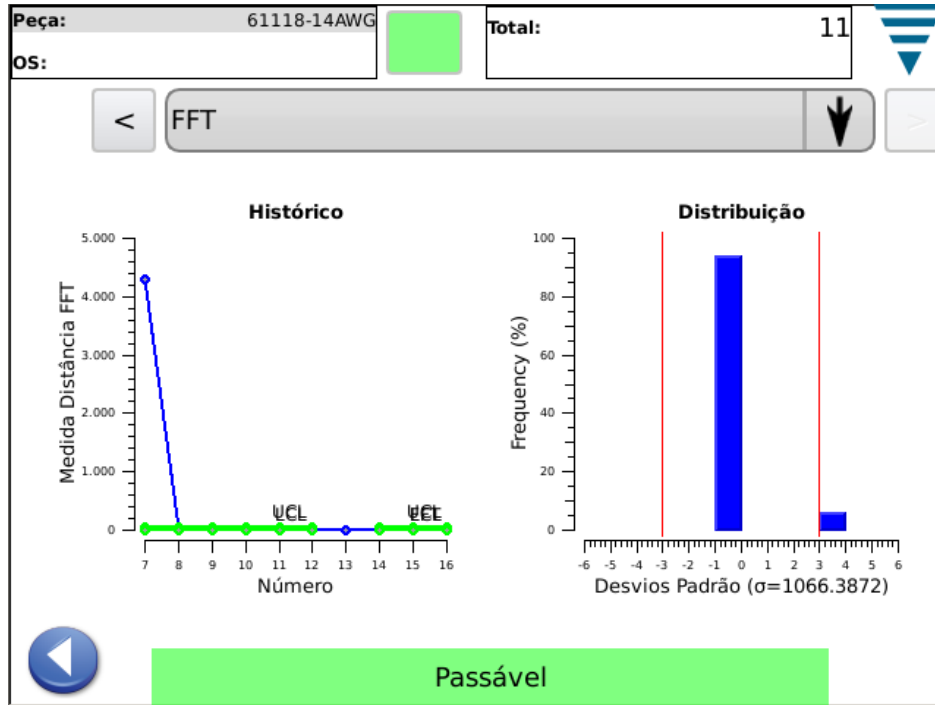 Peça: 61118-14AWG
OS:
Total: 11
< FFT >
Histórico
5.000
4.000
3.000
2.000
1.000
0
Medida Distância FFT
UCL
LCL
UCL
LCL
7 8 9 10 11 12 13 14 15 16
Número
Distribuição
100
80
60
40
20
0
Frequency (%)
-6 -5 -4 -3 -2 -1 0 1 2 3 4 5 6
Desvios Padrão (σ=1066.3872)
Passável